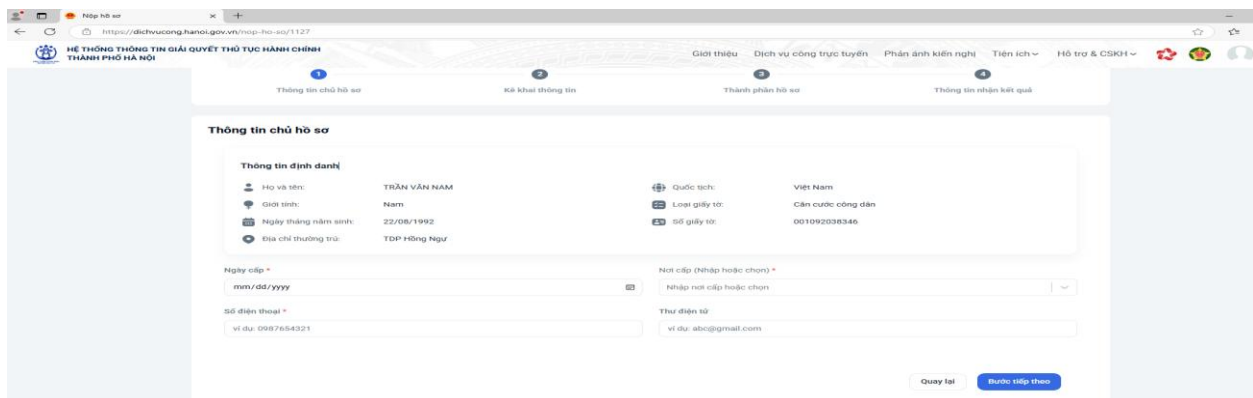 Nộp hồ sơ
https://dichvucong.hanoi.gov.vn/nop-ho-so/1127
HỆ THỐNG THÔNG TIN GIẢI QUYẾT THỦ TỤC HÀNH CHÍNH
THÀNH PHỐ HÀ NỘI
Giới thiệu Dịch vụ công trực tuyến Phản ánh kiến nghị Tiện ích Hỗ trợ & CSKH
1 2 3 4
Thông tin chủ hồ sơ Kê khai thông tin Thành phần hồ sơ Thông tin nhận kết quả
Thông tin chủ hồ sơ
Thông tin định danh
Họ và tên: TRẦN VĂN NAM Quốc tịch: Việt Nam
Giới tính: Nam Loại giấy tờ: Căn cước công dân
Ngày tháng năm sinh: 22/08/1992 Số giấy tờ: 001092038346
Địa chỉ thường trú: TDP Hồng Ngự
Ngày cấp * Nơi cấp (Nhập hoặc chọn) *
mm/dd/yyyy Nhập nơi cấp hoặc chọn
Số điện thoại * Thư điện tử
ví dụ: 0987654321 ví dụ: abc@gmail.com
Quay lại Bước tiếp theo